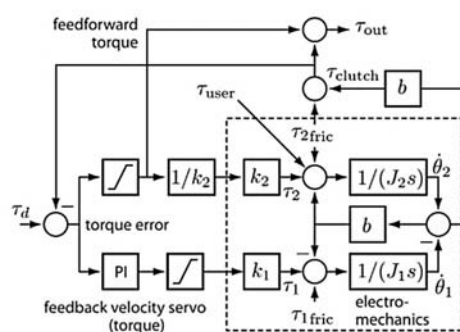 feedforward
torque
τout
τclutch
b
τuser
τ2fric
θ̇2
1/k2
k2
τ2
1/(J2s)
τd
−
torque error
b
−
PI
k1
τ1
−
1/(J1s)
θ̇1
feedback velocity servo
(torque)
τ1fric
electro-
mechanics